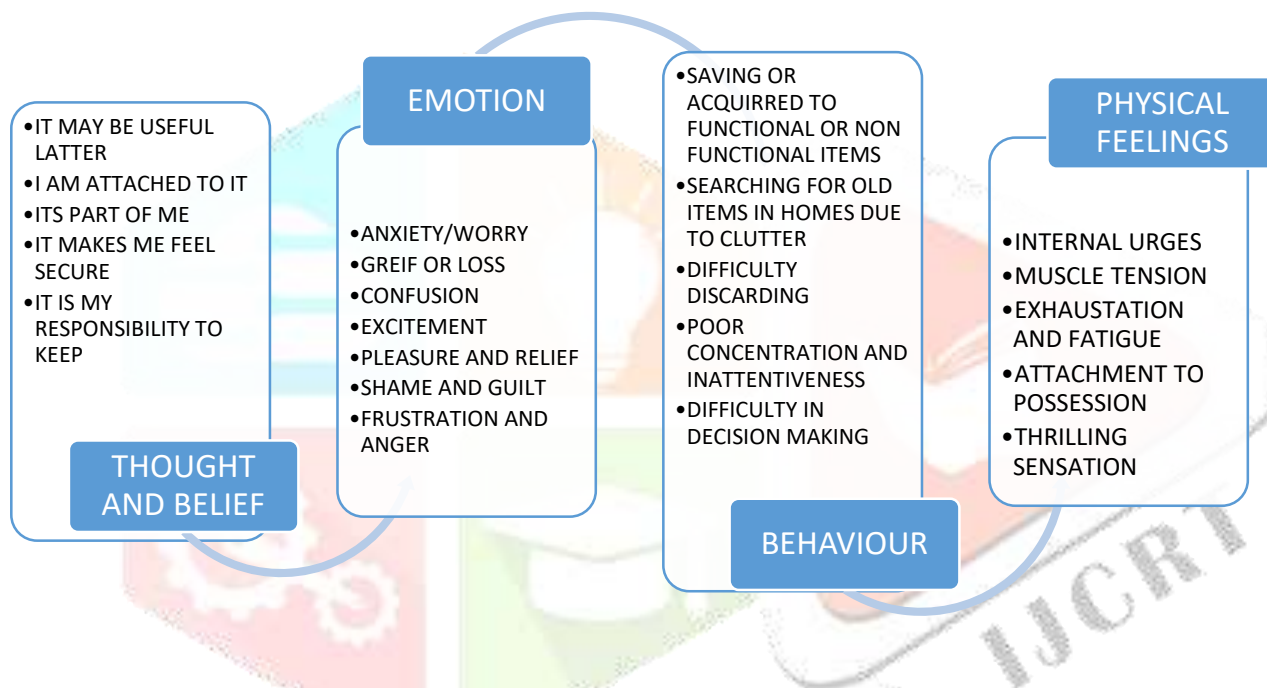 •IT MAY BE USEFUL
LATTER
•I AM ATTACHED TO IT
•ITS PART OF ME
•IT MAKES ME FEEL
SECURE
•IT IS MY
RESPONSIBILITY TO
KEEP
THOUGHT
AND BELIEF
EMOTION
•ANXIETY/WORRY
•GREIF OR LOSS
•CONFUSION
•EXCITEMENT
•PLEASURE AND RELIEF
•SHAME AND GUILT
•FRUSTRATION AND
ANGER
•SAVING OR
ACQUIRRED TO
FUNCTIONAL OR NON
FUNCTIONAL ITEMS
•SEARCHING FOR OLD
ITEMS IN HOMES DUE
TO CLUTTER
•DIFFICULTY
DISCARDING
•POOR
CONCENTRATION AND
INATTENTIVENESS
•DIFFICULTY IN
DECISION MAKING
BEHAVIOUR
PHYSICAL
FEELINGS
•INTERNAL URGES
•MUSCLE TENSION
•EXHAUSTATION
AND FATIGUE
•ATTACHMENT TO
POSSESSION
•THRILLING
SENSATION
IJCRT